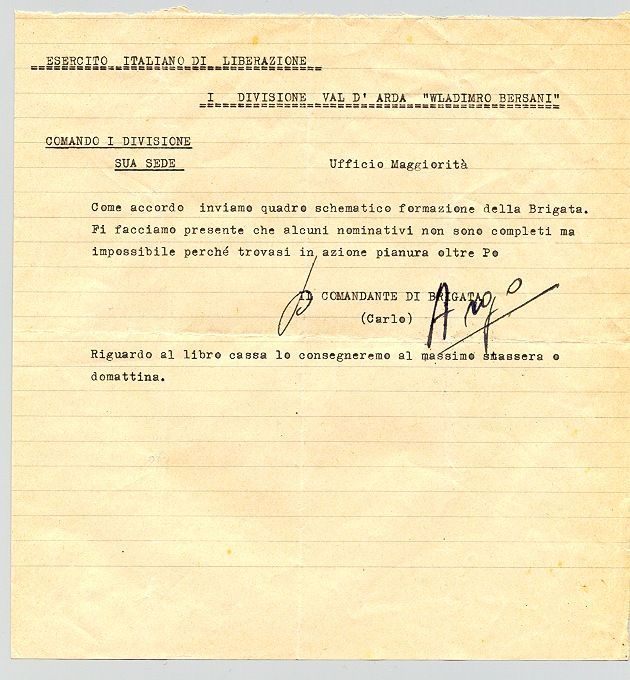 ESERCITO ITALIANO DI LIBERAZIONE
I DIVISIONE VAL D' ARDA "WLADIMRO BERSANI"
COMANDO I DIVISIONE
SUA SEDE Ufficio Maggiorità
Come accordo inviamo quadro schematico formazione della Brigata.
Fi facciamo presente che alcuni nominativi non sono completi ma
impossibile perché trovasi in azione pianura oltre Po
IL COMANDANTE DI BRIGATA
(Carlo) Argo
Riguardo al libro cassa lo consegneremo al massimo stassera o
domattina.